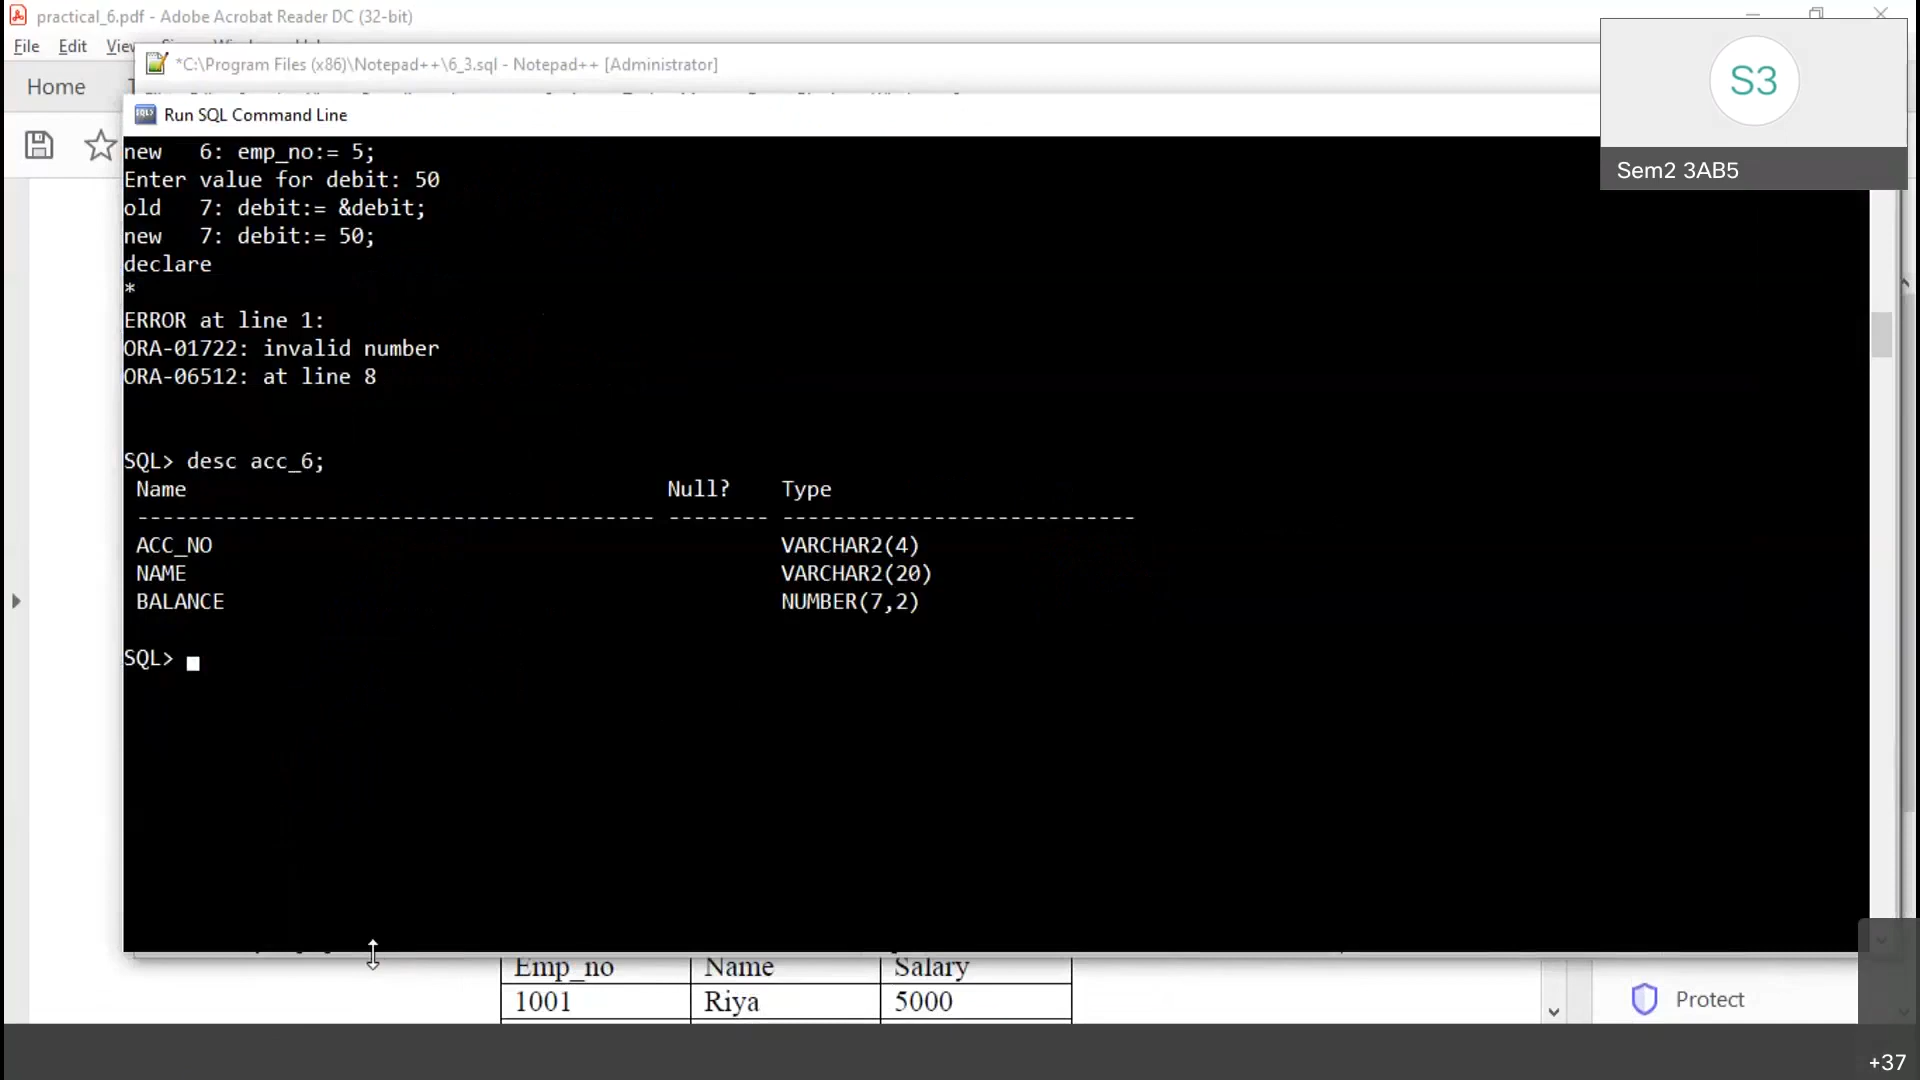 practical_6.pdf - Adobe Acrobat Reader DC (32-bit)
File Edit View
*C:\Program Files (x86)\Notepad++\6_3.sql - Notepad++ [Administrator]
Home
Run SQL Command Line
S3
Sem2 3AB5
new   6: emp_no:= 5;
Enter value for debit: 50
old   7: debit:= &debit;
new   7: debit:= 50;
declare
*
ERROR at line 1:
ORA-01722: invalid number
ORA-06512: at line 8
SQL> desc acc_6;
Name Null? Type
----------------------------------------- -------- ----------------------------
ACC_NO VARCHAR2(4)
NAME VARCHAR2(20)
BALANCE NUMBER(7,2)
SQL>
Emp_no Name Salary
1001 Riya 5000
Protect
+37